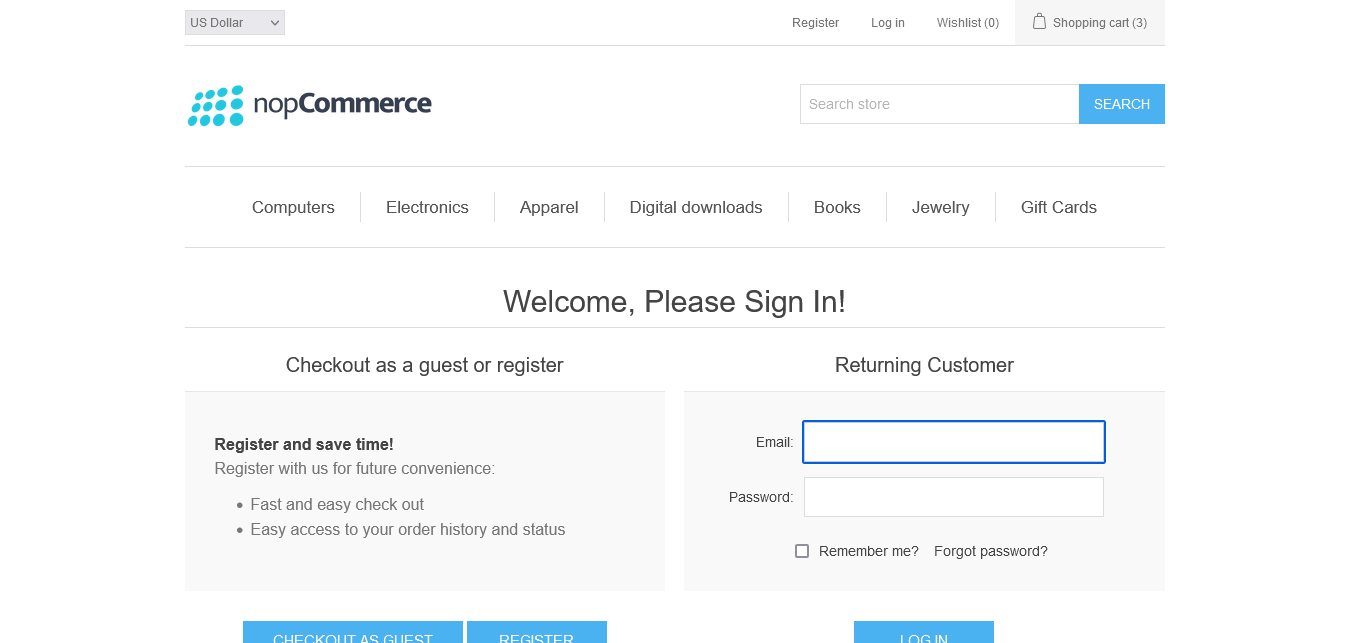 US Dollar
Register
Log in
Wishlist (0)
Shopping cart (3)
nopCommerce
Search store
SEARCH
Computers
Electronics
Apparel
Digital downloads
Books
Jewelry
Gift Cards
Welcome, Please Sign In!
Checkout as a guest or register
Register and save time!
Register with us for future convenience:
Fast and easy check out
Easy access to your order history and status
CHECKOUT AS GUEST
REGISTER
Returning Customer
Email:
Password:
Remember me?
Forgot password?
LOG IN